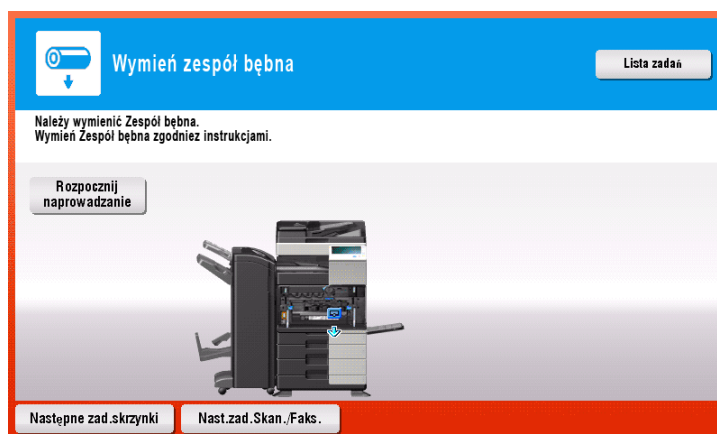 Wymień zespół bębna
Lista zadań
Należy wymienić Zespół bębna.
Wymień Zespół bębna zgodniez instrukcjami.
Rozpocznij
naprowadzanie
Następne zad.skrzynki
Nast.zad.Skan./Faks.